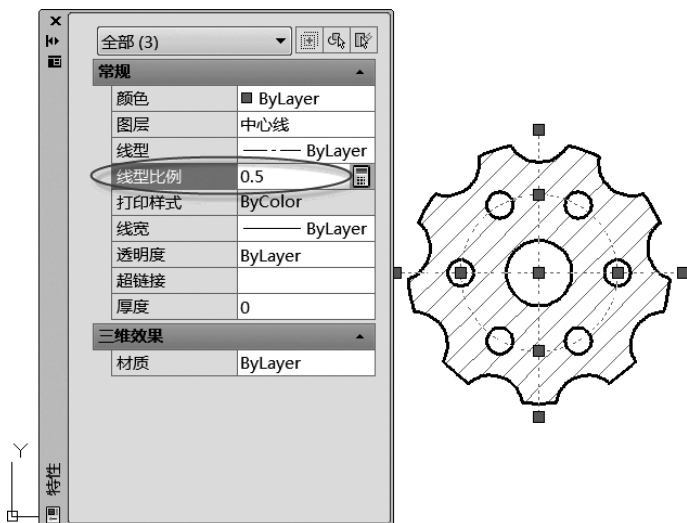 全部 (3)
常规
颜色 ByLayer
图层 中心线
线型 ByLayer
线型比例 0.5
打印样式 ByColor
线宽 ByLayer
透明度 ByLayer
超链接
厚度 0
三维效果
材质 ByLayer
Y
特性